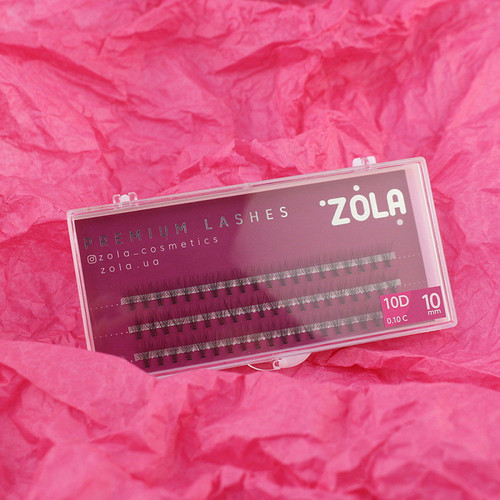 PREMIUM LASHES
ZOLA
zola_cosmetics
zola.ua
10D
0.10 C
10
mm